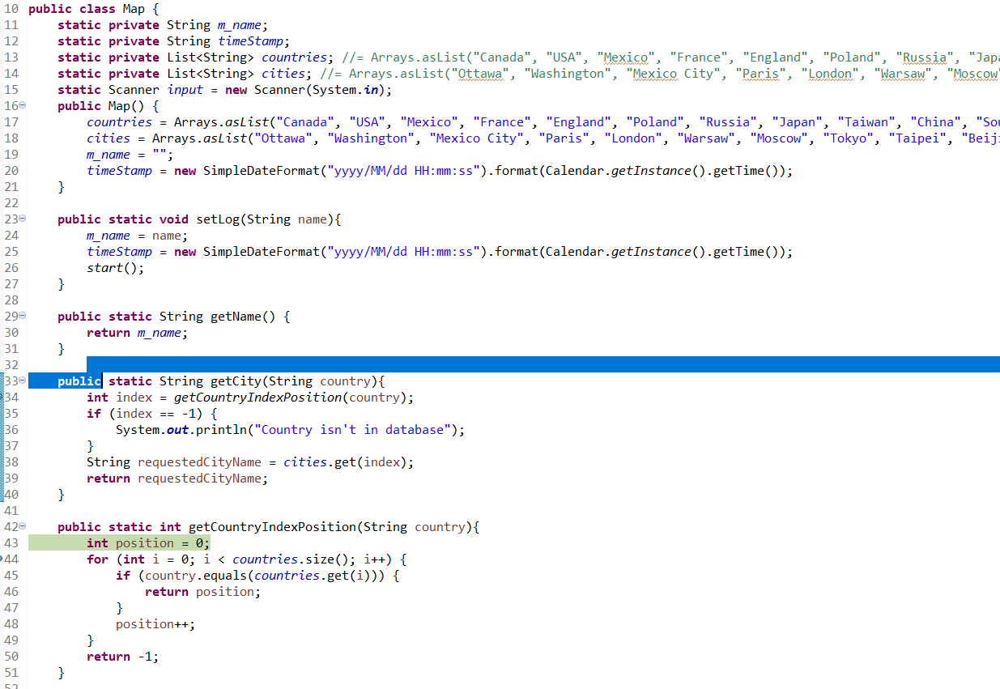 10 public class Map {
11 static private String m_name;
12 static private String timeStamp;
13 static private List<String> countries; //= Arrays.asList("Canada", "USA", "Mexico", "France", "England", "Poland", "Russia", "Japa
14 static private List<String> cities; //= Arrays.asList("Ottawa", "Washington", "Mexico City", "Paris", "London", "Warsaw", "Moscow"
15 static Scanner input = new Scanner(System.in);
16 public Map() {
17 countries = Arrays.asList("Canada", "USA", "Mexico", "France", "England", "Poland", "Russia", "Japan", "Taiwan", "China", "Sou
18 cities = Arrays.asList("Ottawa", "Washington", "Mexico City", "Paris", "London", "Warsaw", "Moscow", "Tokyo", "Taipei", "Beiji
19 m_name = "";
20 timeStamp = new SimpleDateFormat("yyyy/MM/dd HH:mm:ss").format(Calendar.getInstance().getTime());
21 }
22
23 public static void setLog(String name){
24 m_name = name;
25 timeStamp = new SimpleDateFormat("yyyy/MM/dd HH:mm:ss").format(Calendar.getInstance().getTime());
26 start();
27 }
28
29 public static String getName() {
30 return m_name;
31 }
32
33 public static String getCity(String country){
34 int index = getCountryIndexPosition(country);
35 if (index == -1) {
36 System.out.println("Country isn't in database");
37 }
38 String requestedCityName = cities.get(index);
39 return requestedCityName;
40 }
41
42 public static int getCountryIndexPosition(String country){
43 int position = 0;
44 for (int i = 0; i < countries.size(); i++) {
45 if (country.equals(countries.get(i))) {
46 return position;
47 }
48 position++;
49 }
50 return -1;
51 }
52